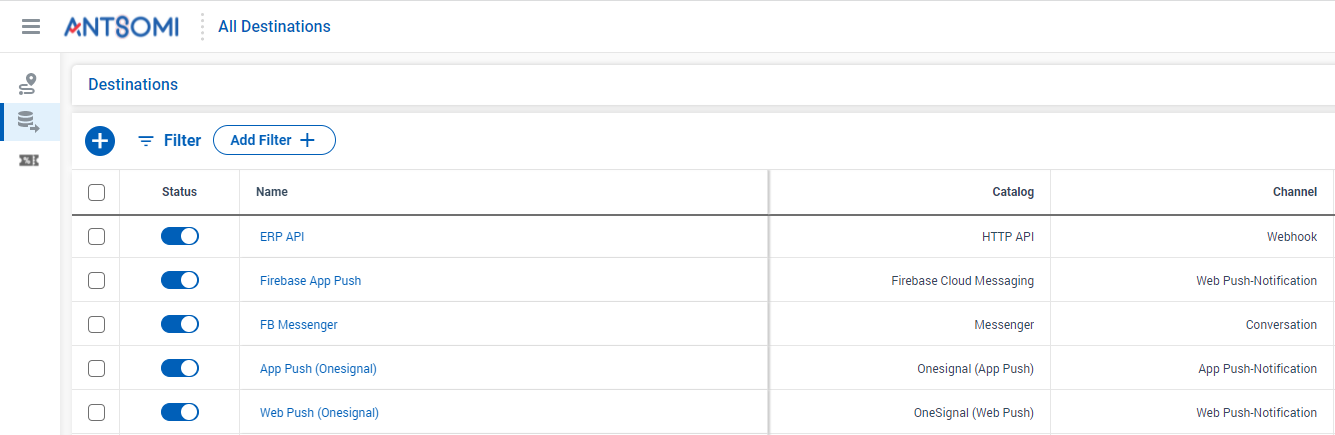 ANTSOMI All Destinations
Destinations
Filter Add Filter
Status Name Catalog Channel
ERP API HTTP API Webhook
Firebase App Push Firebase Cloud Messaging Web Push-Notification
FB Messenger Messenger Conversation
App Push (Onesignal) Onesignal (App Push) App Push-Notification
Web Push (Onesignal) OneSignal (Web Push) Web Push-Notification